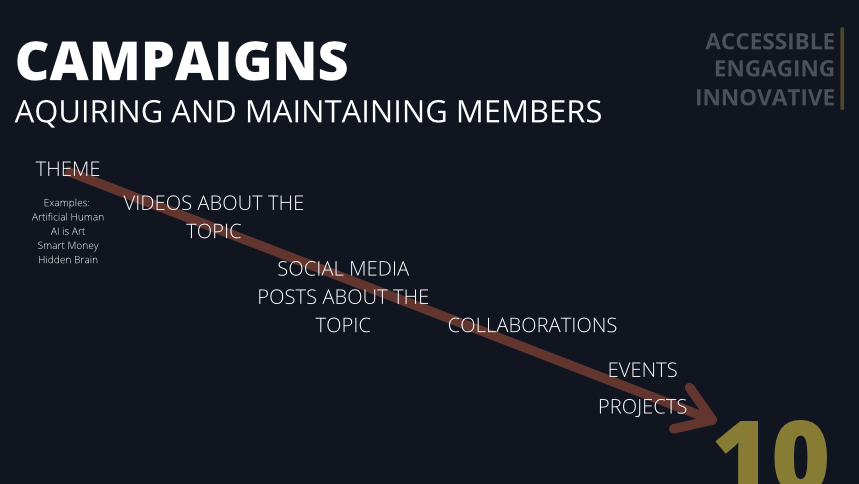 CAMPAIGNS
AQUIRING AND MAINTAINING MEMBERS
ACCESSIBLE
ENGAGING
INNOVATIVE
THEME
Examples:
Artificial Human
AI is Art
Smart Money
Hidden Brain
VIDEOS ABOUT THE
TOPIC
SOCIAL MEDIA
POSTS ABOUT THE
TOPIC
COLLABORATIONS
EVENTS
PROJECTS
10